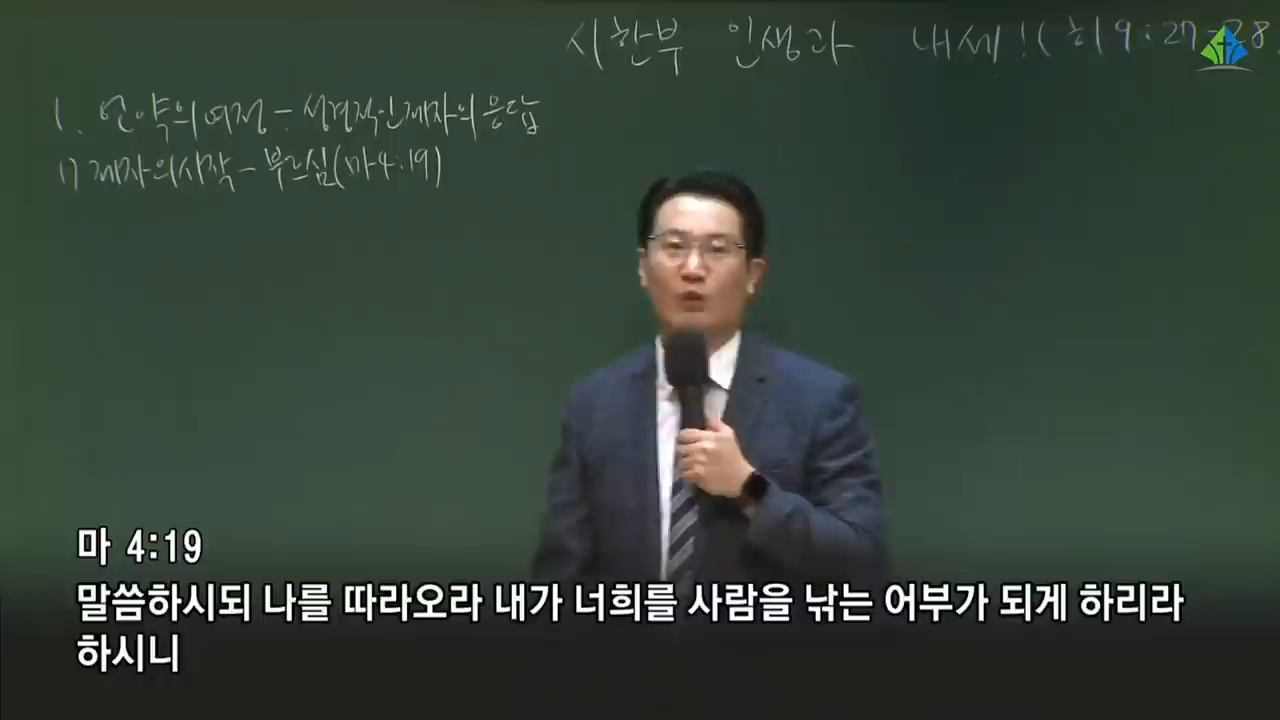 시한부 인생과 내세! (히 9:27-28
1. 언약의 여정 - 성경적인 제자의 응답
1) 제자의 시작 - 부르심(마 4:19)
마 4:19
말씀하시되 나를 따라오라 내가 너희를 사람을 낚는 어부가 되게 하리라
하시니